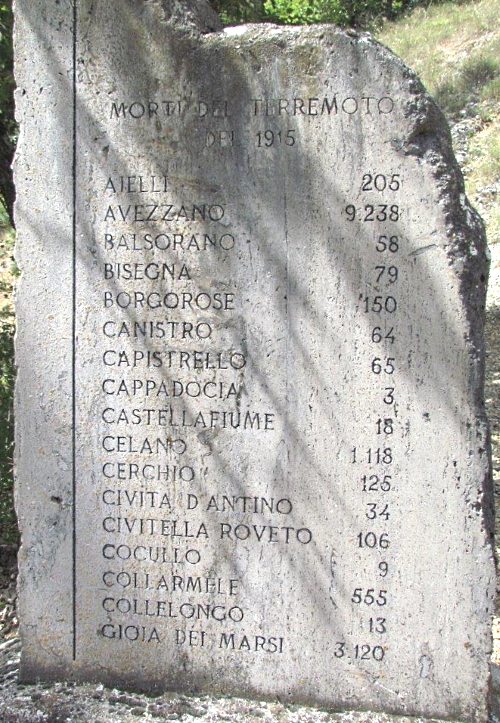 MORTI DEL TERREMOTO
DEL 1915
AIELLI 205
AVEZZANO 9.238
BALSORANO 58
BISEGNA 79
BORGOROSE 150
CANISTRO 64
CAPISTRELLO 65
CAPPADOCIA 3
CASTELLAFIUME 18
CELANO 1.118
CERCHIO 125
CIVITA D'ANTINO 34
CIVITELLA ROVETO 106
COCULLO 9
COLLARMELE 555
COLLELONGO 13
GIOIA DEI MARSI 3.120